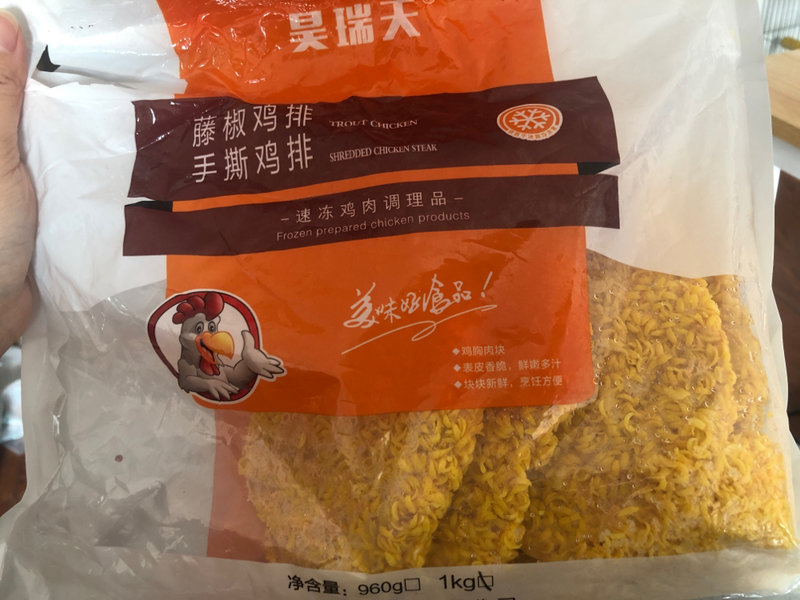 昊瑞天
藤椒鸡排 TROUT CHICKEN
手撕鸡排 SHREDDED CHICKEN STEAK
-速冻鸡肉调理品-
Frozen prepared chicken products
美味好食品！
◆鸡胸肉块
◆表皮香脆，鲜嫩多汁
◆块块新鲜，烹饪方便
净含量：960g☐ 1kg☑